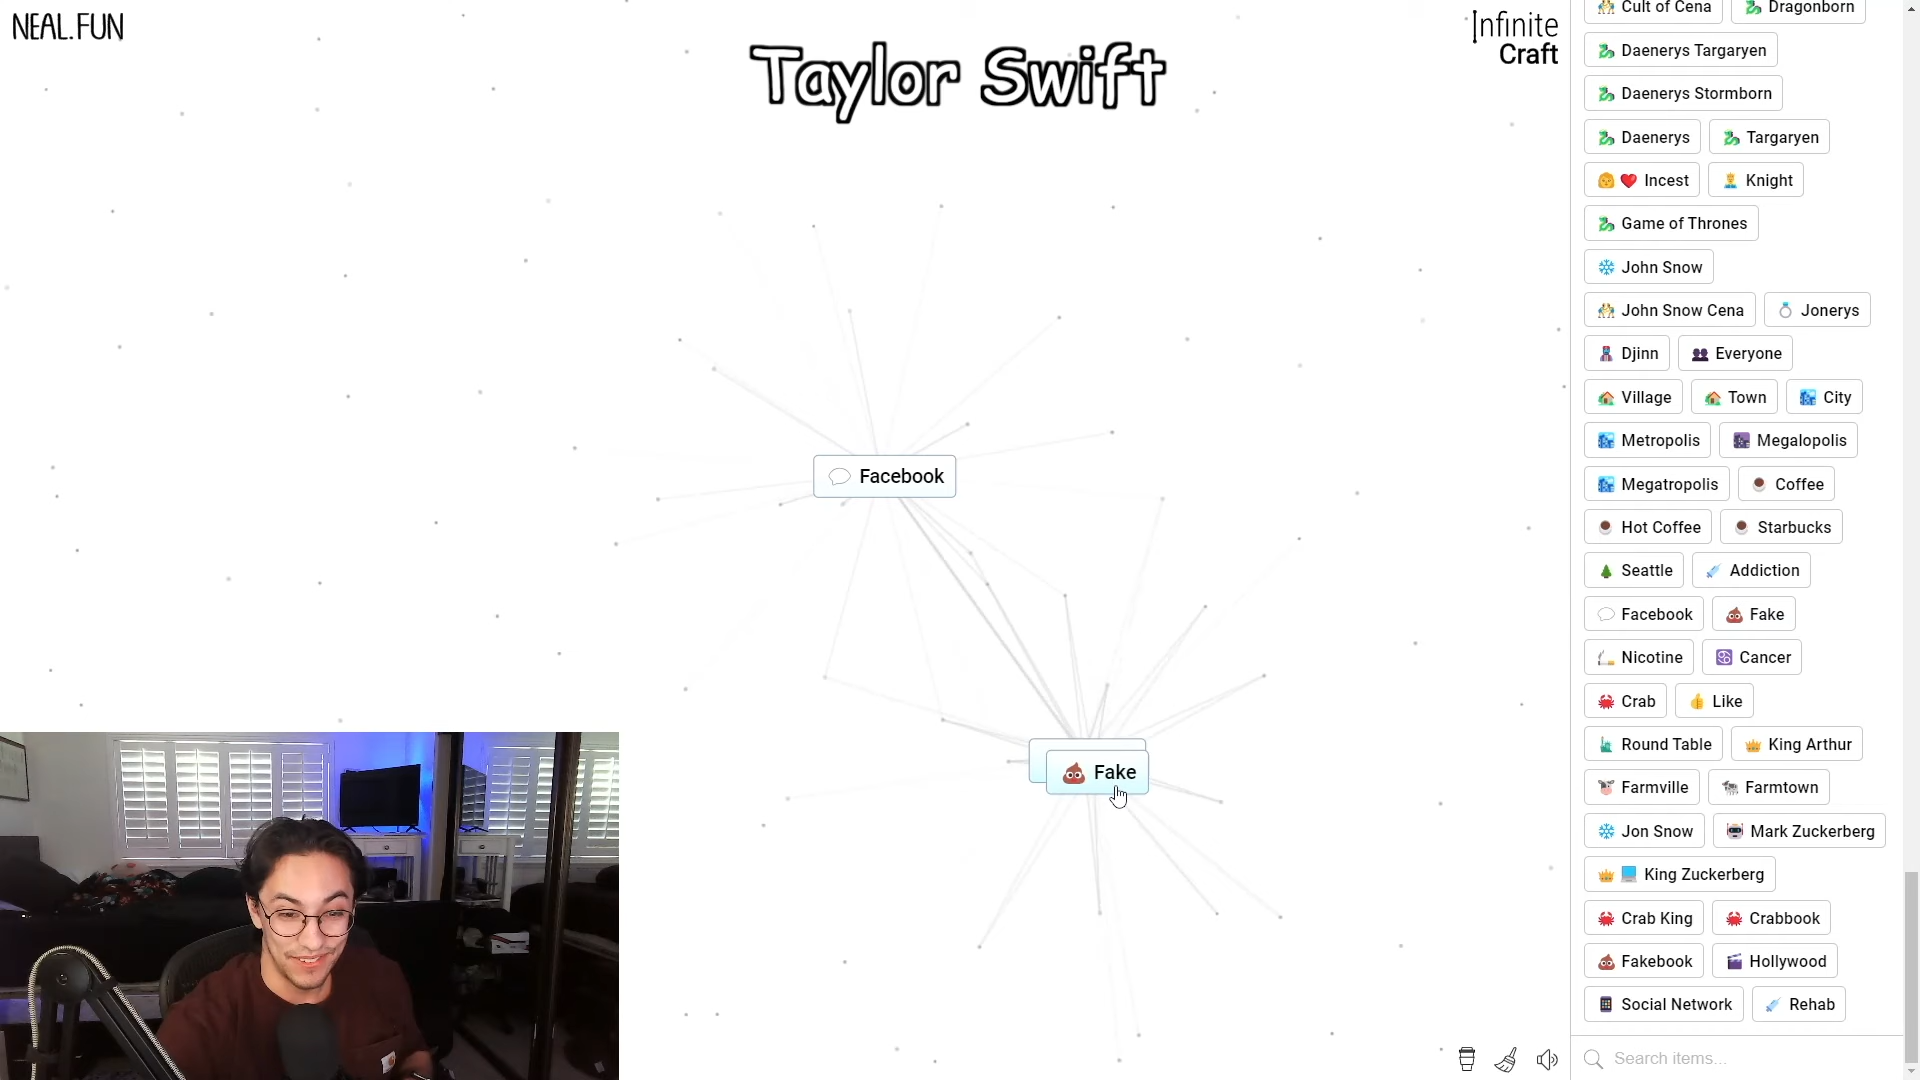 NEAL.FUN
Taylor Swift
Infinite
Craft
Facebook
Fake
Cult of Cena
Dragonborn
Daenerys Targaryen
Daenerys Stormborn
Daenerys
Targaryen
Incest
Knight
Game of Thrones
John Snow
John Snow Cena
Jonerys
Djinn
Everyone
Village
Town
City
Metropolis
Megalopolis
Megatropolis
Coffee
Hot Coffee
Starbucks
Seattle
Addiction
Facebook
Fake
Nicotine
Cancer
Crab
Like
Round Table
King Arthur
Farmville
Farmtown
Jon Snow
Mark Zuckerberg
King Zuckerberg
Crab King
Crabbook
Fakebook
Hollywood
Social Network
Rehab
Search items...